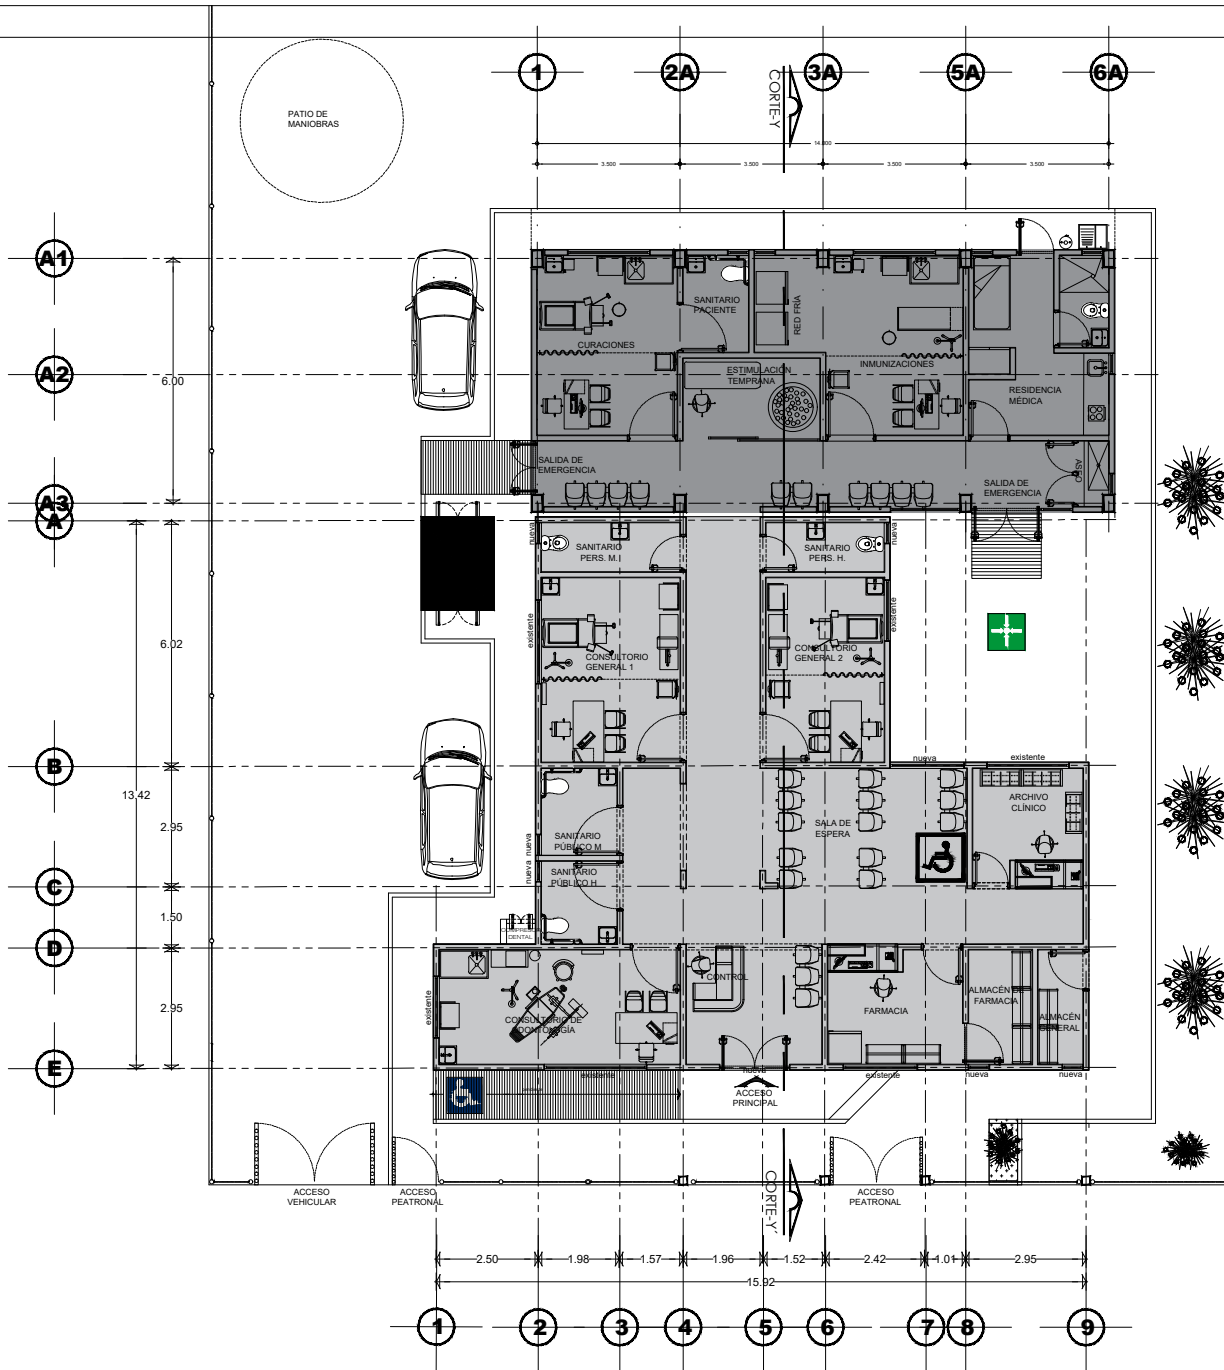 1
2A
3A
5A
6A
CORTE-Y
PATIO DE
MANIOBRAS
3.500
3.500
3.500
3.500
A1
A2
A3
A
B
C
D
E
6.00
6.02
13.42
2.95
1.50
2.95
SANITARIO
PACIENTE
RED FRÍA
CURACIONES
ESTIMULACIÓN
TEMPRANA
INMUNIZACIONES
RESIDENCIA
MÉDICA
SALIDA DE
EMERGENCIA
SALIDA DE
EMERGENCIA
ASEO
nueva
nueva
SANITARIO
PERS. M.
SANITARIO
PERS. H.
existente
existente
CONSULTORIO
GENERAL 1
CONSULTORIO
GENERAL 2
nueva
existente
ARCHIVO
CLÍNICO
SALA DE
ESPERA
nueva
SANITARIO
PÚBLICO M
nueva
SANITARIO
PÚBLICO H
DENTAL
existente
CONSULTORIO DE
ODONTOLOGÍA
CONTROL
FARMACIA
ALMACÉN DE
FARMACIA
ALMACÉN
GENERAL
existente
nueva
existente
nueva
nueva
ACCESO
PRINCIPAL
ACCESO
VEHICULAR
ACCESO
PEATRONAL
ACCESO
PEATRONAL
CORTE-Y'
2.50
1.98
1.57
1.96
1.52
2.42
1.01
2.95
15.92
1
2
3
4
5
6
7
8
9